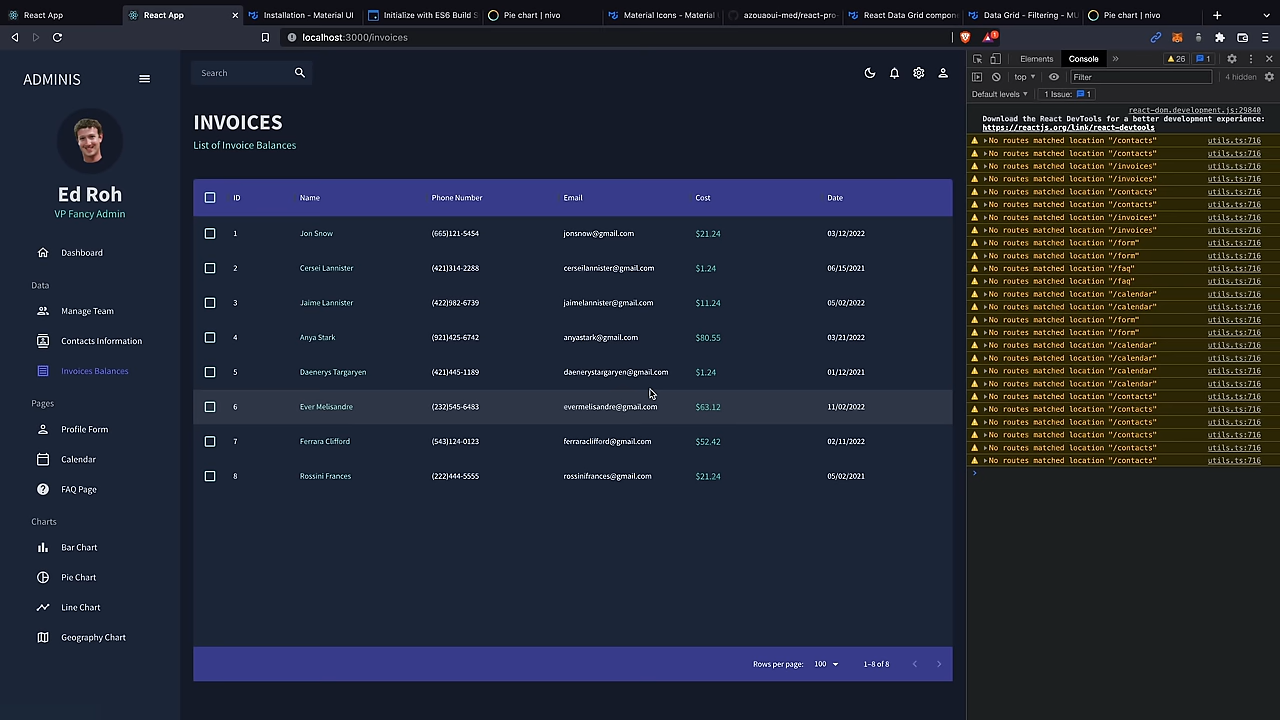 React App
React App
Installation - Material UI
Initialize with ES6 Build S
Pie chart | nivo
Material Icons - Material
azouaoui-med/react-pro
React Data Grid compon
Data Grid - Filtering - MU
Pie chart | nivo
localhost:3000/invoices
1
ADMINIS
Ed Roh
VP Fancy Admin
Dashboard
Data
Manage Team
Contacts Information
Invoices Balances
Pages
Profile Form
Calendar
FAQ Page
Charts
Bar Chart
Pie Chart
Line Chart
Geography Chart
Search
INVOICES
List of Invoice Balances
ID Name Phone Number Email Cost Date
1 Jon Snow (665)121-5454 jonsnow@gmail.com $21.24 03/12/2022
2 Cersei Lannister (421)314-2288 cerseilannister@gmail.com $1.24 06/15/2021
3 Jaime Lannister (422)982-6739 jaimelannister@gmail.com $11.24 05/02/2022
4 Anya Stark (921)425-6742 anyastark@gmail.com $80.55 03/21/2022
5 Daenerys Targaryen (421)445-1189 daenerystargaryen@gmail.com $1.24 01/12/2021
6 Ever Melisandre (232)545-6483 evermelisandre@gmail.com $63.12 11/02/2022
7 Ferrara Clifford (543)124-0123 ferraraclifford@gmail.com $52.42 02/11/2022
8 Rossini Frances (222)444-5555 rossinifrances@gmail.com $21.24 05/02/2021
Rows per page: 100 1–8 of 8
Elements Console » 26 1
top Filter 4 hidden
Default levels 1 Issue: 1
react-dom.development.js:29840
Download the React DevTools for a better development experience:
https://reactjs.org/link/react-devtools
No routes matched location "/contacts" utils.ts:716
No routes matched location "/contacts" utils.ts:716
No routes matched location "/invoices" utils.ts:716
No routes matched location "/invoices" utils.ts:716
No routes matched location "/contacts" utils.ts:716
No routes matched location "/contacts" utils.ts:716
No routes matched location "/invoices" utils.ts:716
No routes matched location "/invoices" utils.ts:716
No routes matched location "/form" utils.ts:716
No routes matched location "/form" utils.ts:716
No routes matched location "/faq" utils.ts:716
No routes matched location "/faq" utils.ts:716
No routes matched location "/calendar" utils.ts:716
No routes matched location "/calendar" utils.ts:716
No routes matched location "/form" utils.ts:716
No routes matched location "/form" utils.ts:716
No routes matched location "/calendar" utils.ts:716
No routes matched location "/calendar" utils.ts:716
No routes matched location "/calendar" utils.ts:716
No routes matched location "/calendar" utils.ts:716
No routes matched location "/contacts" utils.ts:716
No routes matched location "/contacts" utils.ts:716
No routes matched location "/contacts" utils.ts:716
No routes matched location "/contacts" utils.ts:716
No routes matched location "/contacts" utils.ts:716
No routes matched location "/contacts" utils.ts:716